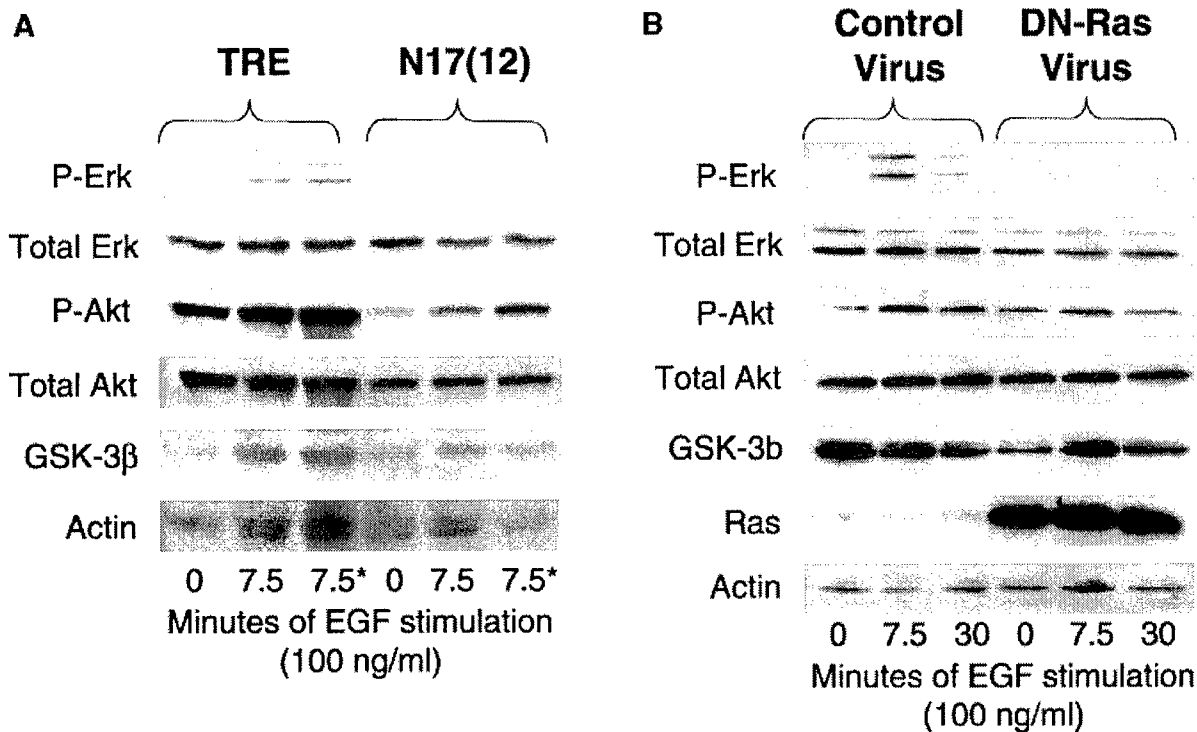 A
TRE N17(12)
P-Erk
Total Erk
P-Akt
Total Akt
GSK-3β
Actin
0 7.5 7.5* 0 7.5 7.5*
Minutes of EGF stimulation
(100 ng/ml)
B
Control Virus DN-Ras Virus
P-Erk
Total Erk
P-Akt
Total Akt
GSK-3b
Ras
Actin
0 7.5 30 0 7.5 30
Minutes of EGF stimulation
(100 ng/ml)